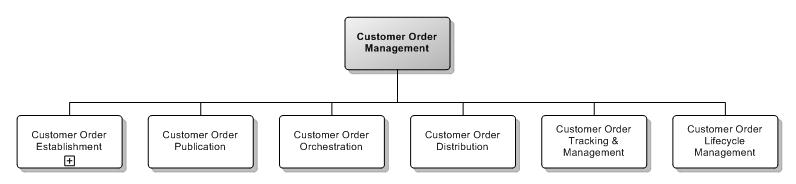 Customer Order
Management
Customer Order
Establishment
Customer Order
Publication
Customer Order
Orchestration
Customer Order
Distribution
Customer Order
Tracking &
Management
Customer Order
Lifecycle
Management